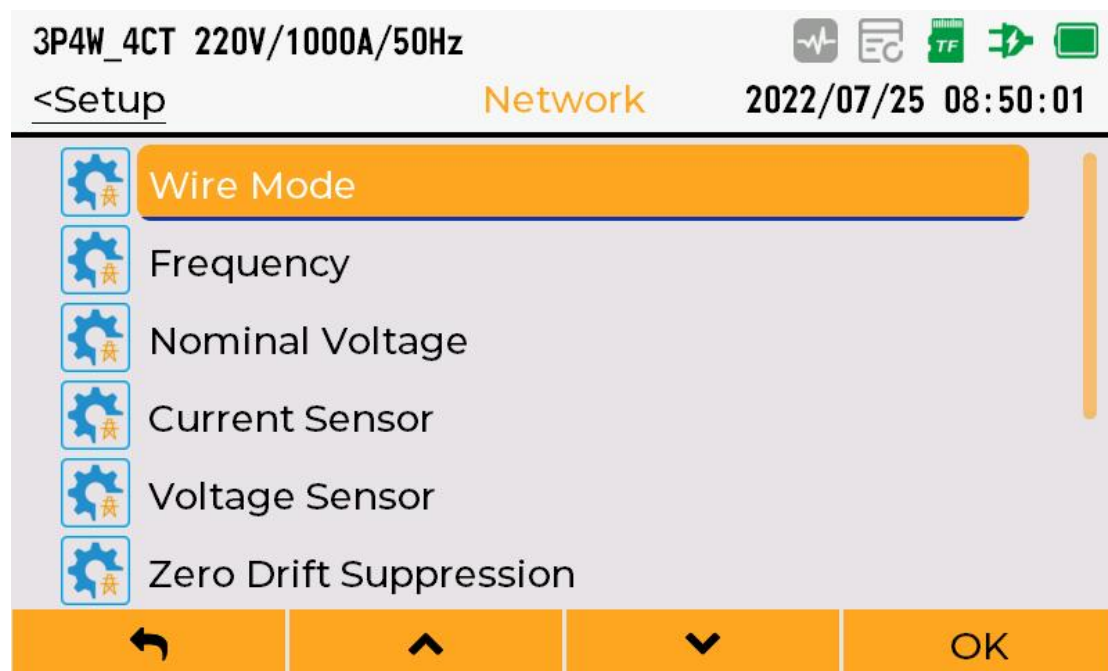 3P4W_4CT 220V/1000A/50Hz
TF
<Setup Network 2022/07/25 08:50:01
Wire Mode
Frequency
Nominal Voltage
Current Sensor
Voltage Sensor
Zero Drift Suppression
OK